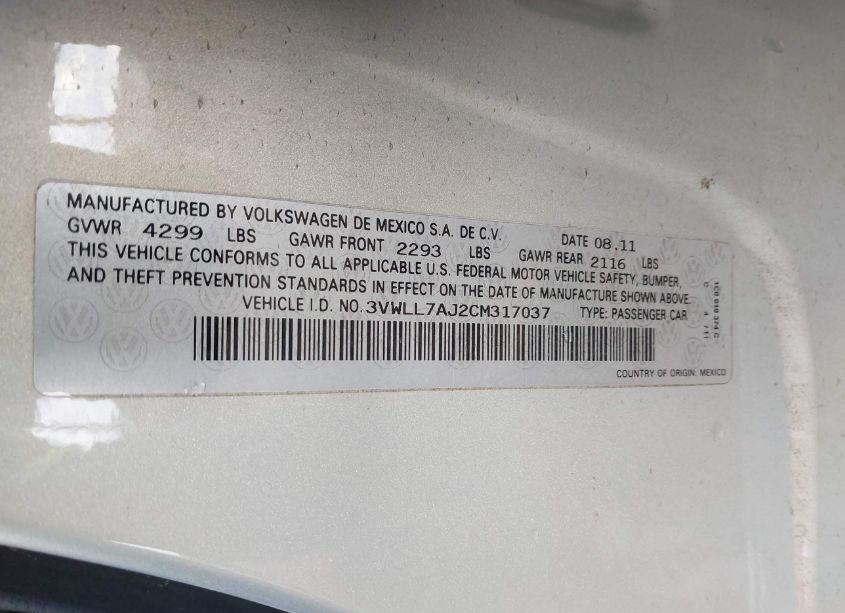 MANUFACTURED BY VOLKSWAGEN DE MEXICO S.A. DE C.V. DATE 08.11
GVWR 4299 LBS GAWR FRONT 2293 LBS GAWR REAR 2116 LBS
THIS VEHICLE CONFORMS TO ALL APPLICABLE U.S. FEDERAL MOTOR VEHICLE SAFETY, BUMPER,
AND THEFT PREVENTION STANDARDS IN EFFECT ON THE DATE OF MANUFACTURE SHOWN ABOVE
VEHICLE I.D. NO. 3VWLL7AJ2CM317037 TYPE: PASSENGER CAR
COUNTRY OF ORIGIN: MEXICO